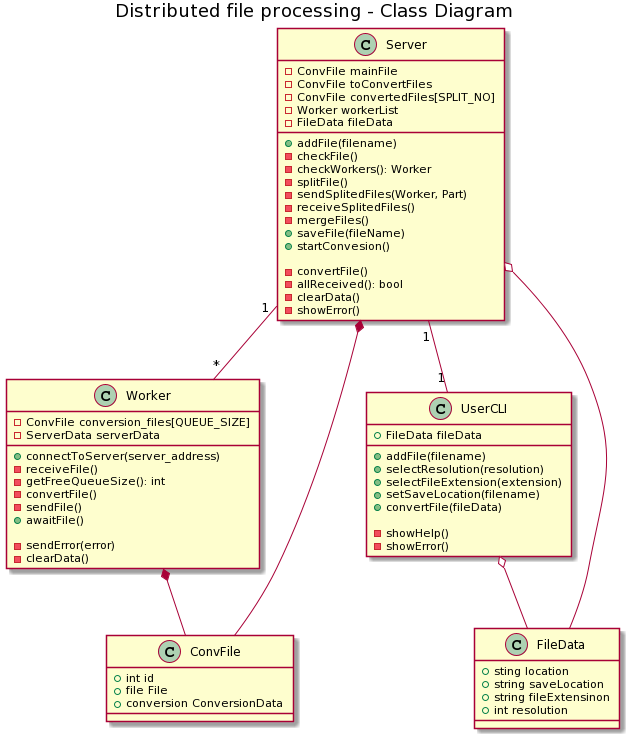 Distributed file processing - Class Diagram
C Server
ConvFile mainFile
ConvFile toConvertFiles
ConvFile convertedFiles[SPLIT_NO]
Worker workerList
FileData fileData
addFile(filename)
checkFile()
checkWorkers(): Worker
splitFile()
sendSplitedFiles(Worker, Part)
receiveSplitedFiles()
mergeFiles()
saveFile(fileName)
startConvesion()
convertFile()
allReceived(): bool
clearData()
showError()
1
*
1
1
C Worker
ConvFile conversion_files[QUEUE_SIZE]
ServerData serverData
connectToServer(server_address)
receiveFile()
getFreeQueueSize(): int
convertFile()
sendFile()
awaitFile()
sendError(error)
clearData()
C UserCLI
FileData fileData
addFile(filename)
selectResolution(resolution)
selectFileExtension(extension)
setSaveLocation(filename)
convertFile(fileData)
showHelp()
showError()
C ConvFile
int id
file File
conversion ConversionData
C FileData
sting location
string saveLocation
string fileExtensinon
int resolution